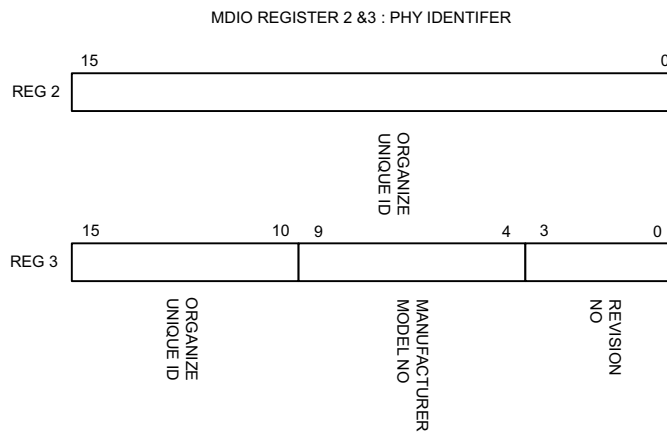 MDIO REGISTER 2 &3 : PHY IDENTIFER
15 0
REG 2
ORGANIZE
UNIQUE ID
15 10 9 4 3 0
REG 3
ORGANIZE
UNIQUE ID
MANUFACTURER
MODEL NO
REVISION
NO